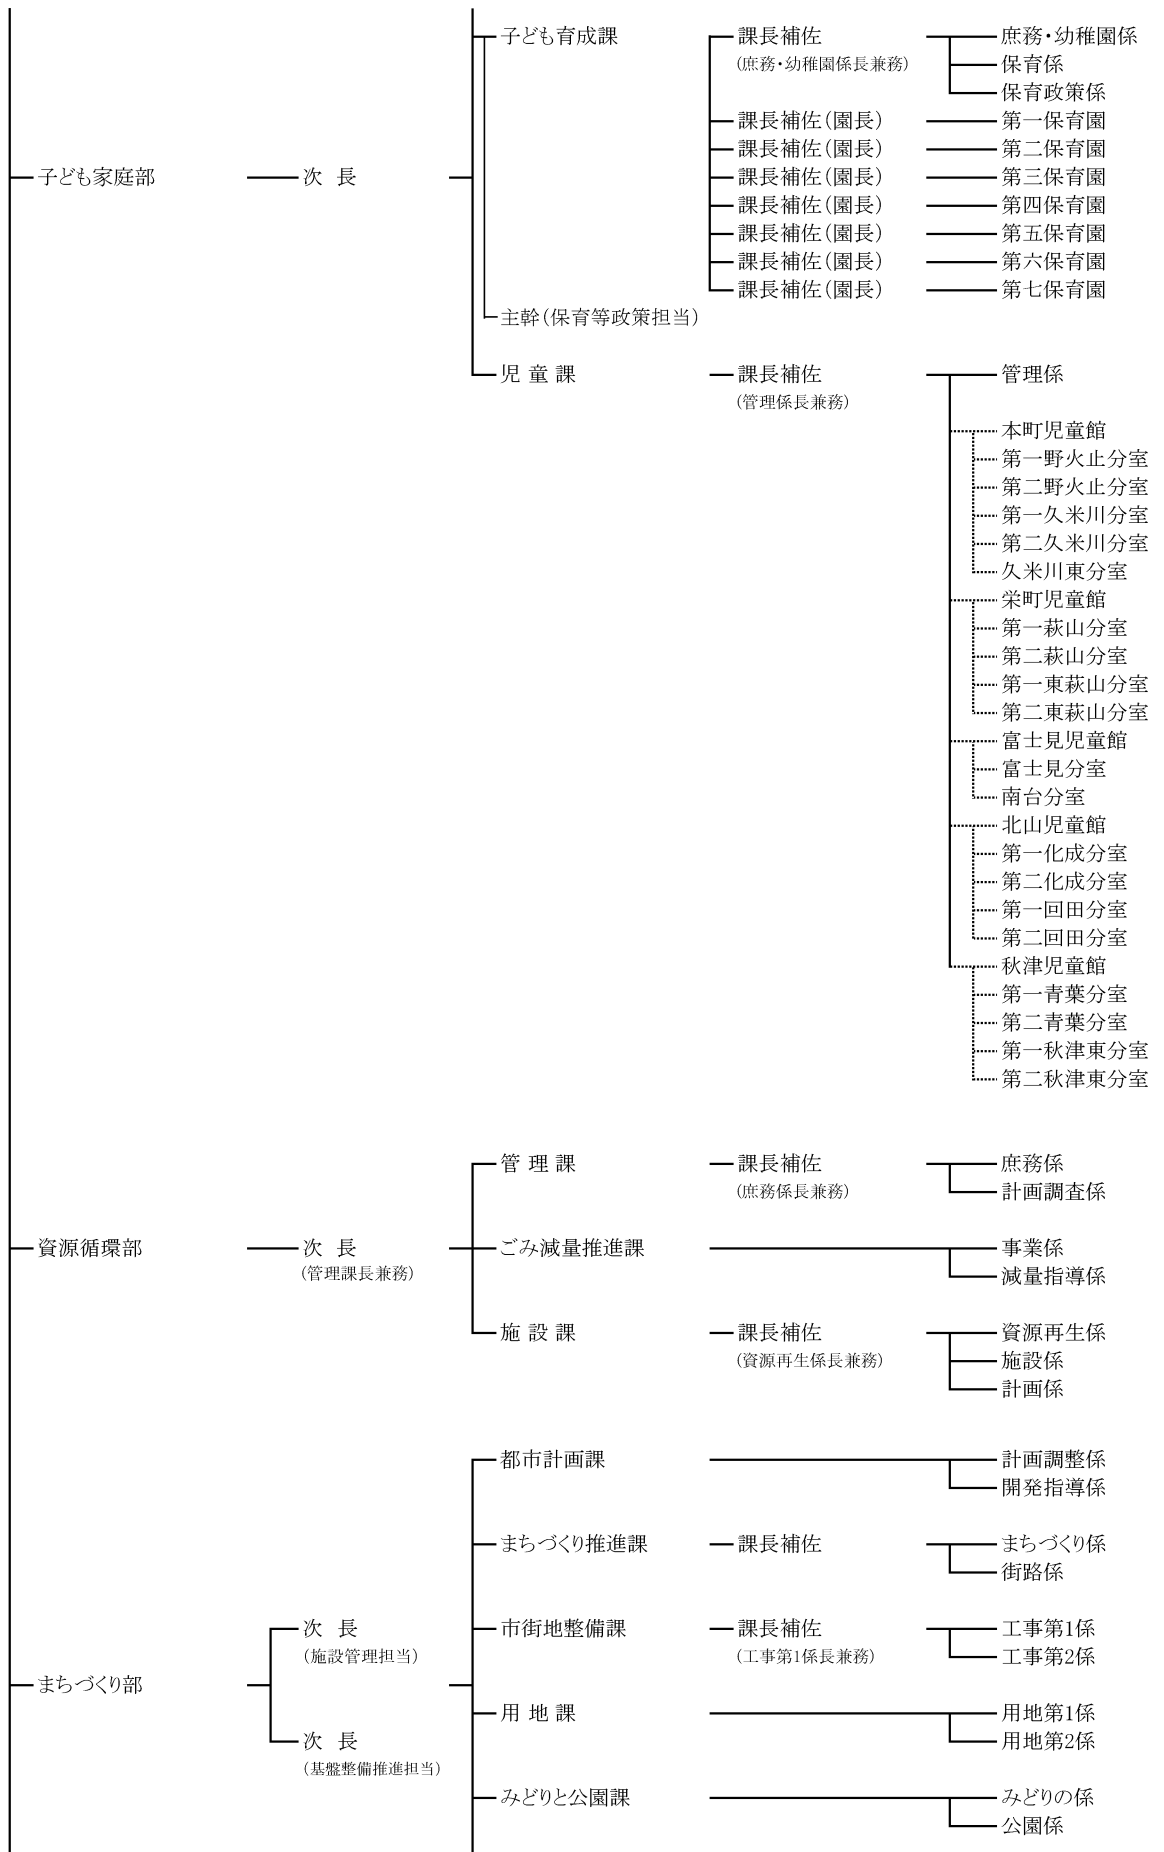 子ども育成課 課長補佐 庶務・幼稚園係
(庶務・幼稚園係長兼務) 保育係
保育政策係
課長補佐(園長) 第一保育園
課長補佐(園長) 第二保育園
子ども家庭部 次 長 課長補佐(園長) 第三保育園
課長補佐(園長) 第四保育園
課長補佐(園長) 第五保育園
課長補佐(園長) 第六保育園
課長補佐(園長) 第七保育園
主幹(保育等政策担当)
児 童 課 課長補佐 管理係
(管理係長兼務)
本町児童館
第一野火止分室
第二野火止分室
第一久米川分室
第二久米川分室
久米川東分室
栄町児童館
第一萩山分室
第二萩山分室
第一東萩山分室
第二東萩山分室
富士見児童館
富士見分室
南台分室
北山児童館
第一化成分室
第二化成分室
第一回田分室
第二回田分室
秋津児童館
第一青葉分室
第二青葉分室
第一秋津東分室
第二秋津東分室
管 理 課 課長補佐 庶務係
(庶務係長兼務) 計画調査係
資源循環部 次 長 ごみ減量推進課 事業係
(管理課長兼務) 減量指導係
施 設 課 課長補佐 資源再生係
(資源再生係長兼務) 施設係
計画係
都市計画課 計画調整係
開発指導係
まちづくり推進課 課長補佐 まちづくり係
街路係
次 長 市街地整備課 課長補佐 工事第1係
(施設管理担当) (工事第1係長兼務) 工事第2係
まちづくり部
用 地 課 用地第1係
次 長 用地第2係
(基盤整備推進担当)
みどりと公園課 みどりの係
公園係